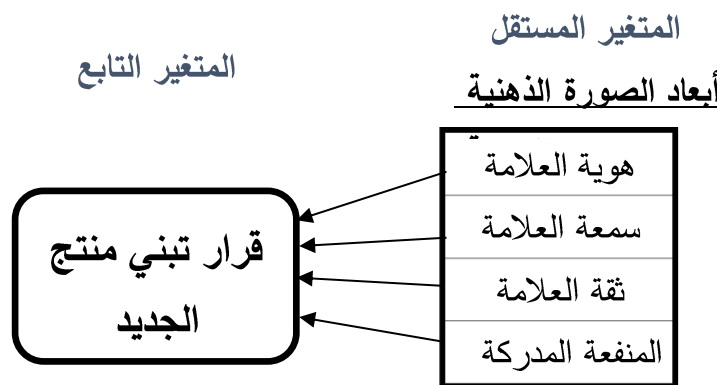 المتغير المستقل
المتغير التابع
أبعاد الصورة الذهنية
هوية العلامة
سمعة العلامة
ثقة العلامة
المنفعة المدركة
قرار تبني منتج
الجديد